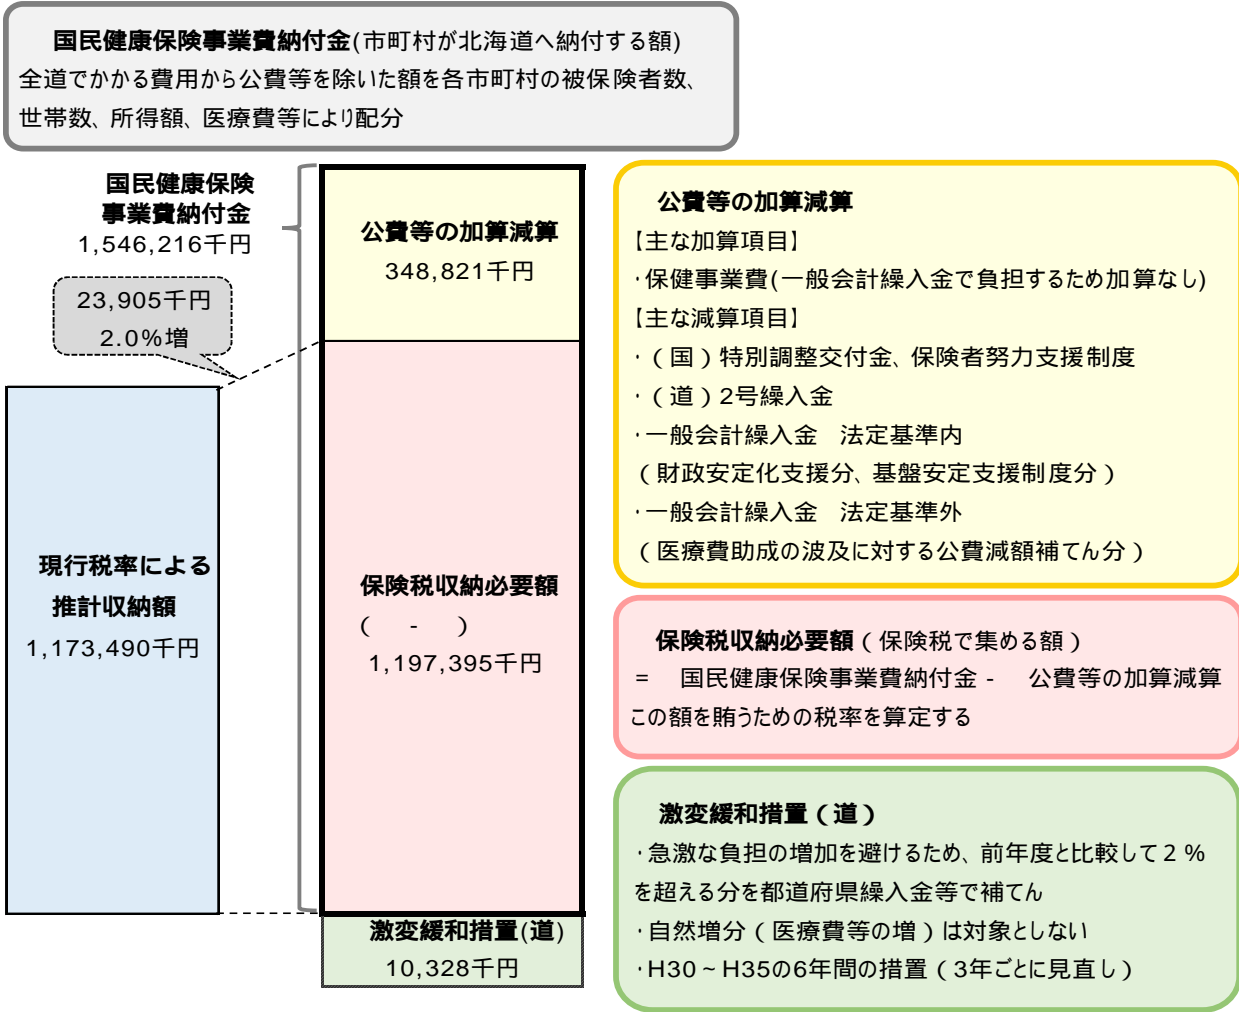 国民健康保険事業費納付金(市町村が北海道へ納付する額)
全道でかかる費用から公費等を除いた額を各市町村の被保険者数、
世帯数、所得額、医療費等により配分
国民健康保険
事業費納付金
1,546,216千円
23,905千円
2.0%増
現行税率による
推計収納額
1,173,490千円
公費等の加算減算
348,821千円
保険税収納必要額
(　-　)
1,197,395千円
激変緩和措置(道)
10,328千円
公費等の加算減算
【主な加算項目】
・保健事業費(一般会計繰入金で負担するため加算なし)
【主な減算項目】
・（国）特別調整交付金、保険者努力支援制度
・（道）2号繰入金
・一般会計繰入金　法定基準内
（財政安定化支援分、基盤安定支援制度分）
・一般会計繰入金　法定基準外
（医療費助成の波及に対する公費減額補てん分）
保険税収納必要額（保険税で集める額）
=　国民健康保険事業費納付金 -　公費等の加算減算
この額を賄うための税率を算定する
激変緩和措置（道）
・急激な負担の増加を避けるため、前年度と比較して２％
を超える分を都道府県繰入金等で補てん
・自然増分（医療費等の増）は対象としない
・H30～H35の6年間の措置（3年ごとに見直し）